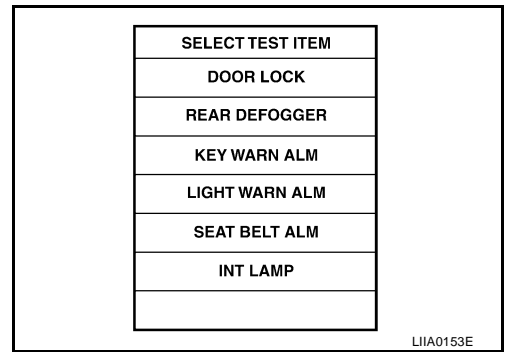 SELECT TEST ITEM
DOOR LOCK
REAR DEFOGGER
KEY WARN ALM
LIGHT WARN ALM
SEAT BELT ALM
INT LAMP
LIIA0153E